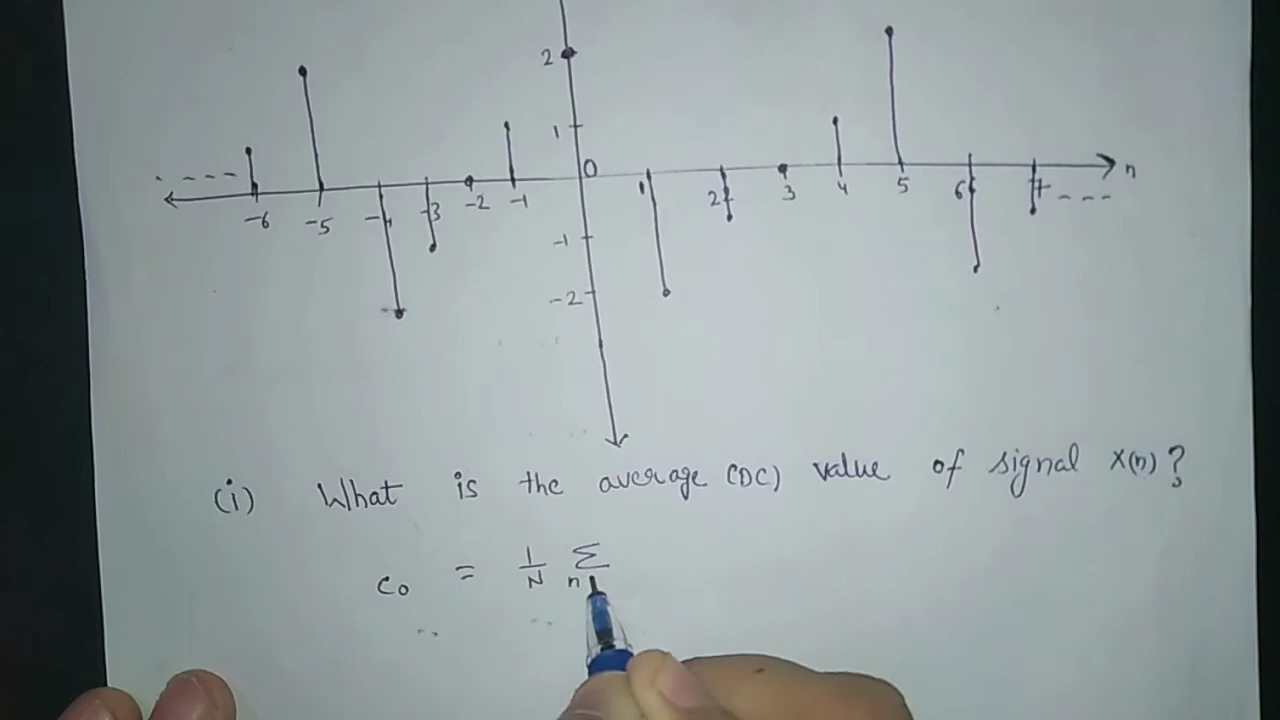 2
1
0
n
-6 -5 -4 -3 -2 -1 1 2 3 4 5 6 7
-1
-2
(i) What is the average (DC) value of signal x(n)?
c₀ = 1/N Σ
n